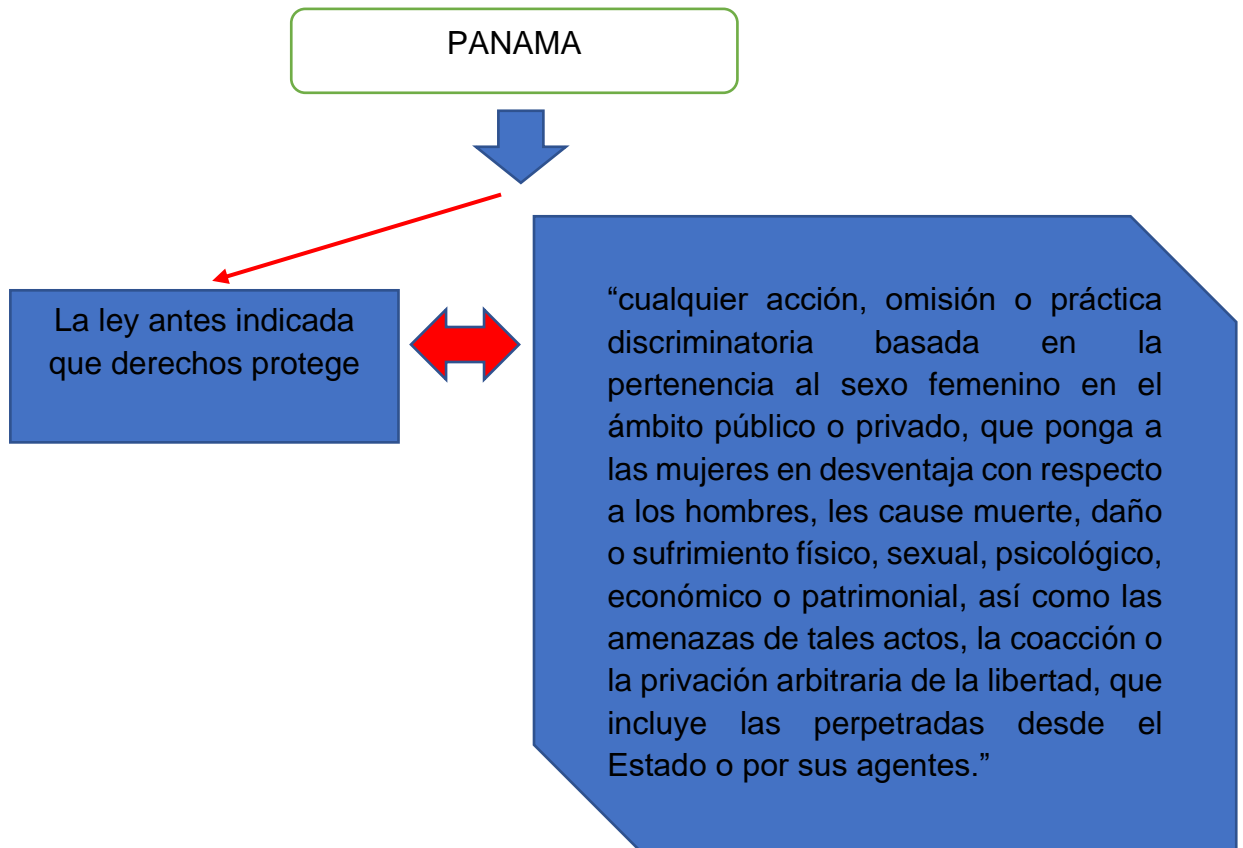 PANAMA
La ley antes indicada
que derechos protege
“cualquier acción, omisión o práctica
discriminatoria basada en la
pertenencia al sexo femenino en el
ámbito público o privado, que ponga a
las mujeres en desventaja con respecto
a los hombres, les cause muerte, daño
o sufrimiento físico, sexual, psicológico,
económico o patrimonial, así como las
amenazas de tales actos, la coacción o
la privación arbitraria de la libertad, que
incluye las perpetradas desde el
Estado o por sus agentes.”